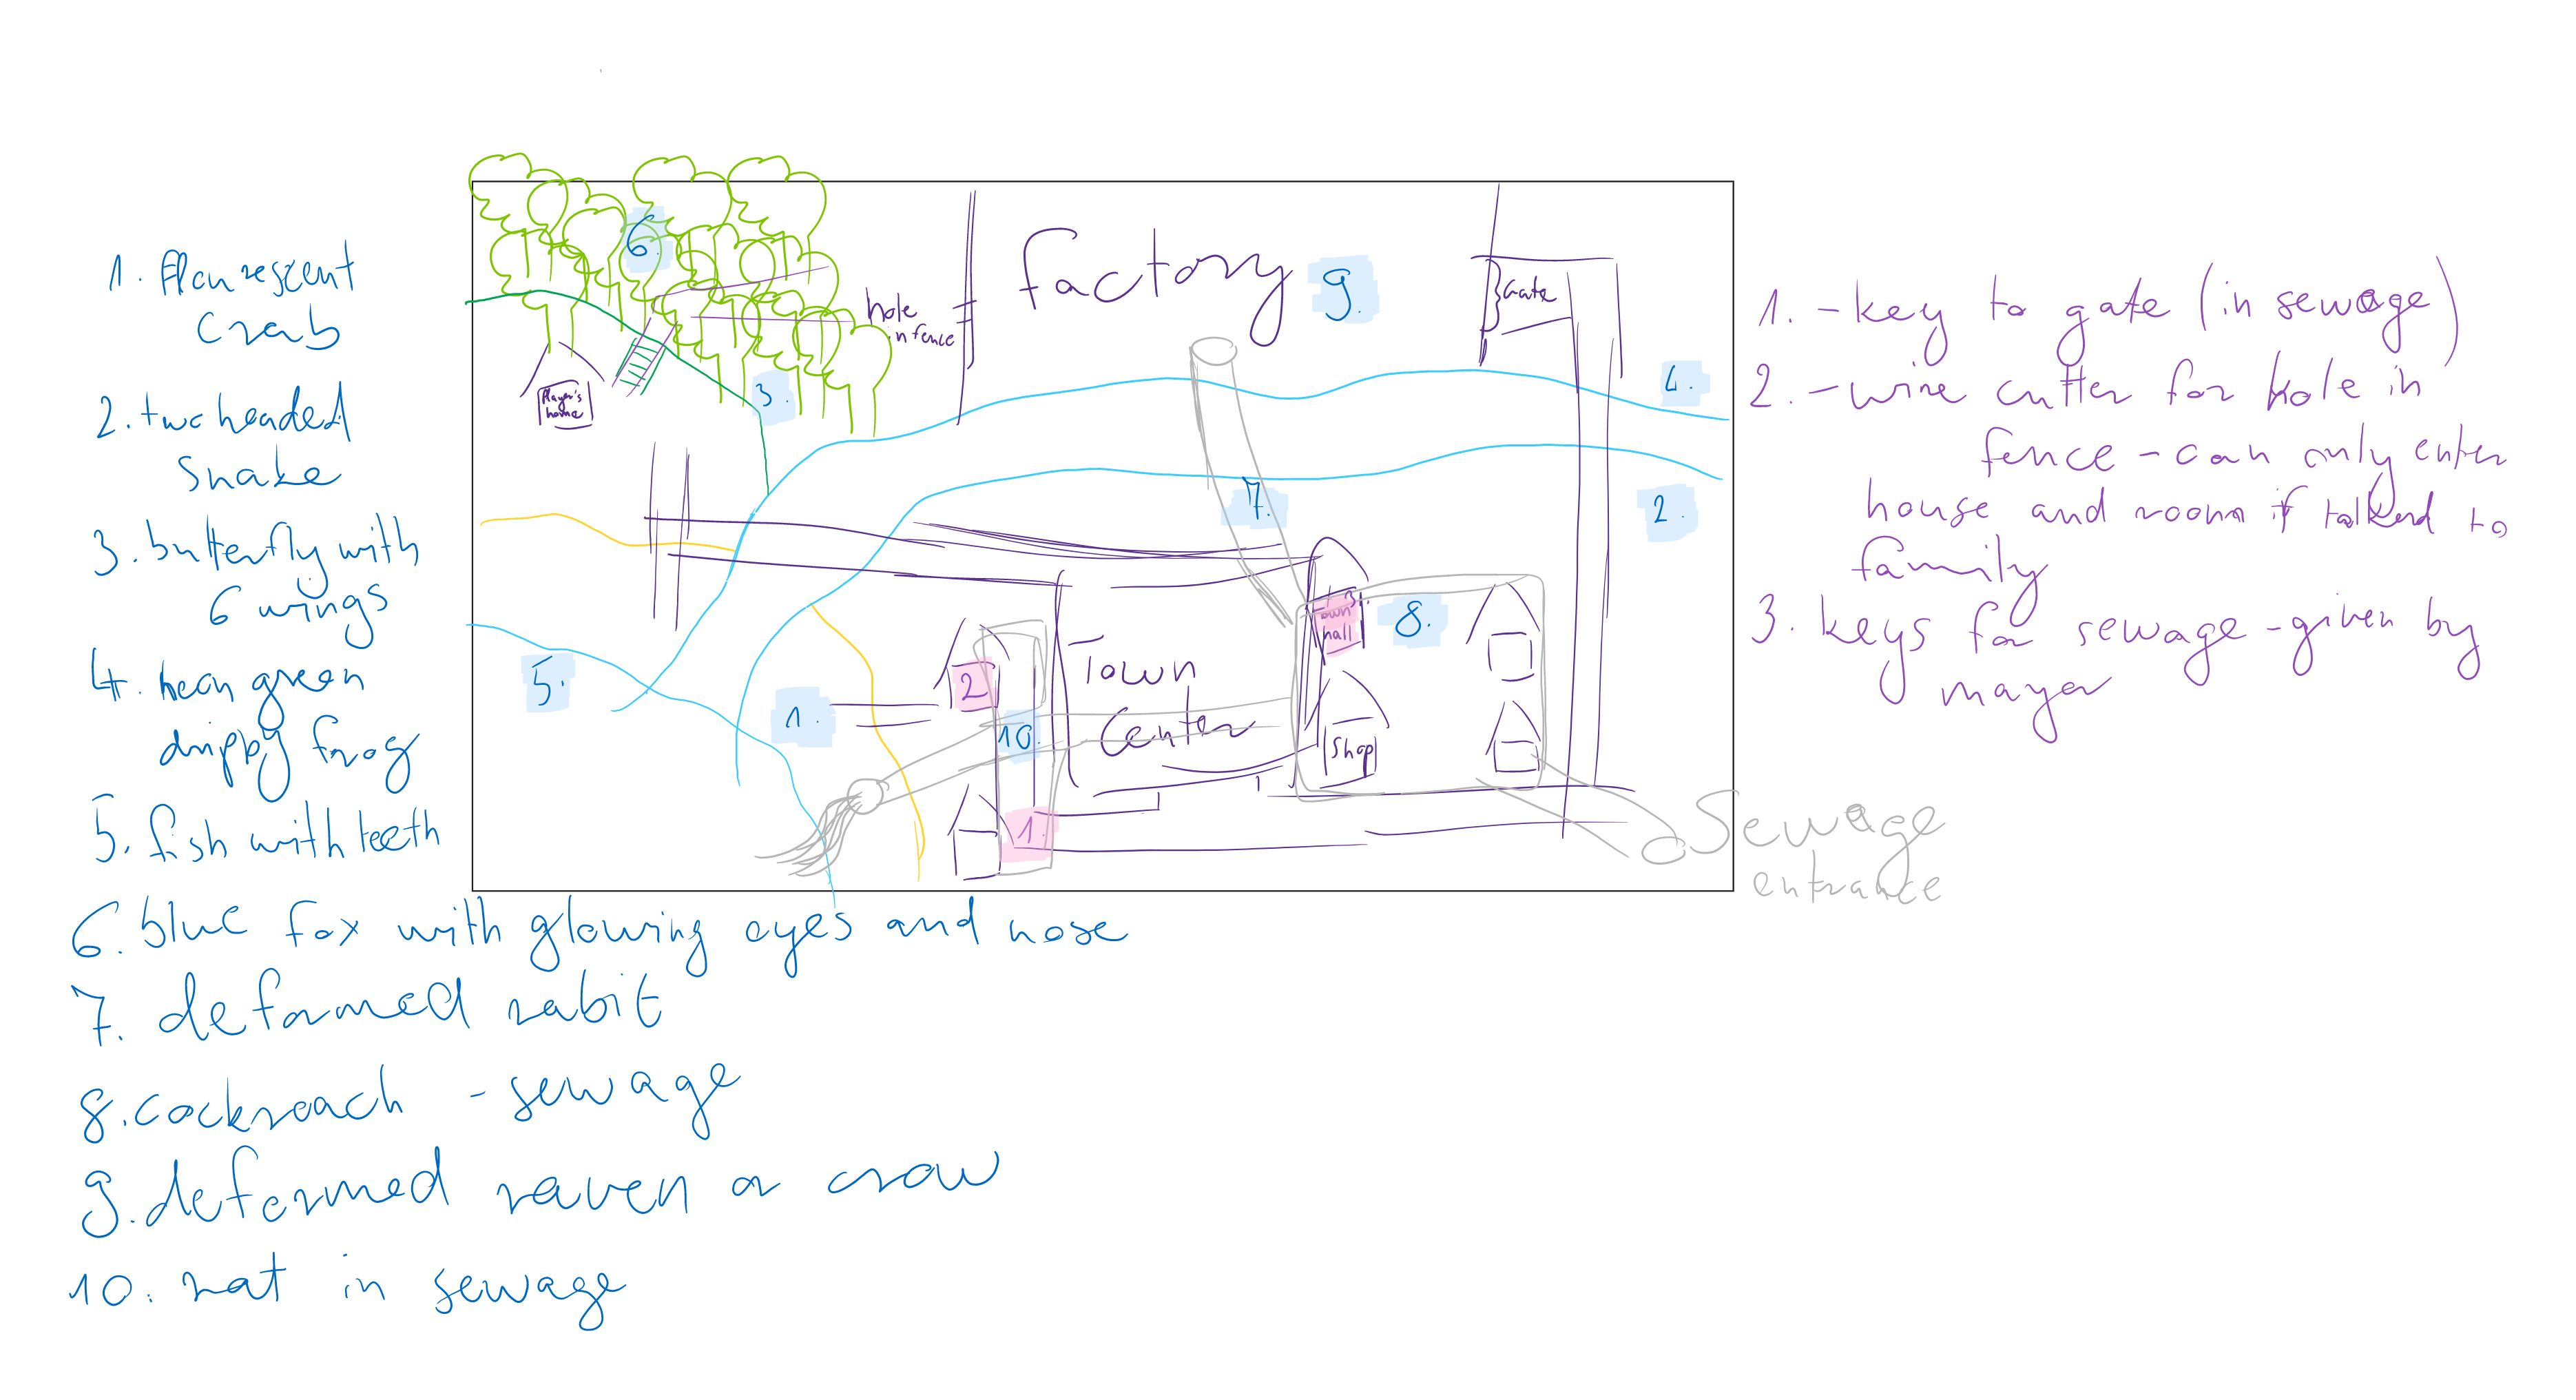 1. Flourescent
Crab
2. two headed
Snake
3. butterfly with
6 wings
4. neon green
drippy frog
5. fish with teeth
6. blue fox with glowing eyes and nose
7. deformed rabit
8. cockroach - sewage
9. deformed raven or crow
10. rat in sewage
6.
factory 9.
Gate
hole
in fence
3.
4.
Player's
home
7.
2.
5.
1.
2
10.
Town
Center
3.
Town
hall
8.
Shop
1.
Sewage
entrance
1. - key to gate (in sewage)
2. - wire cutter for hole in
fence - can only enter
house and room if talked to
family
3. keys for sewage - given by
mayor